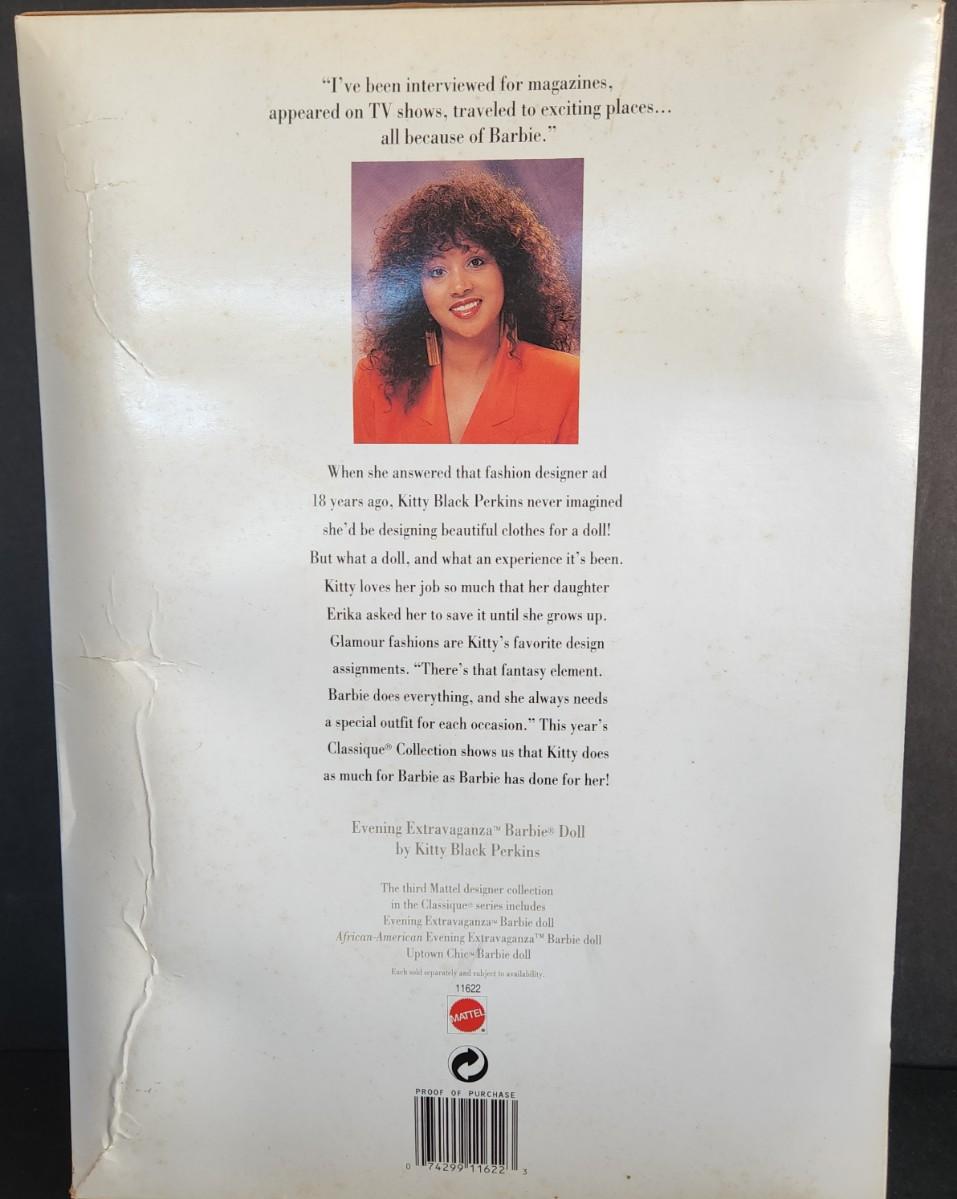 “I’ve been interviewed for magazines,
appeared on TV shows, traveled to exciting places...
all because of Barbie.”
When she answered that fashion designer ad
18 years ago, Kitty Black Perkins never imagined
she’d be designing beautiful clothes for a doll!
But what a doll, and what an experience it’s been.
Kitty loves her job so much that her daughter
Erika asked her to save it until she grows up.
Glamour fashions are Kitty’s favorite design
assignments. “There’s that fantasy element.
Barbie does everything, and she always needs
a special outfit for each occasion.” This year’s
Classique® Collection shows us that Kitty does
as much for Barbie as Barbie has done for her!
Evening Extravaganza™ Barbie® Doll
by Kitty Black Perkins
The third Mattel designer collection
in the Classique® series includes
Evening Extravaganza™ Barbie doll
African-American Evening Extravaganza™ Barbie doll
Uptown Chic™ Barbie doll
Each sold separately and subject to availability.
11622
MATTEL
PROOF OF PURCHASE
0 74299 11622 3